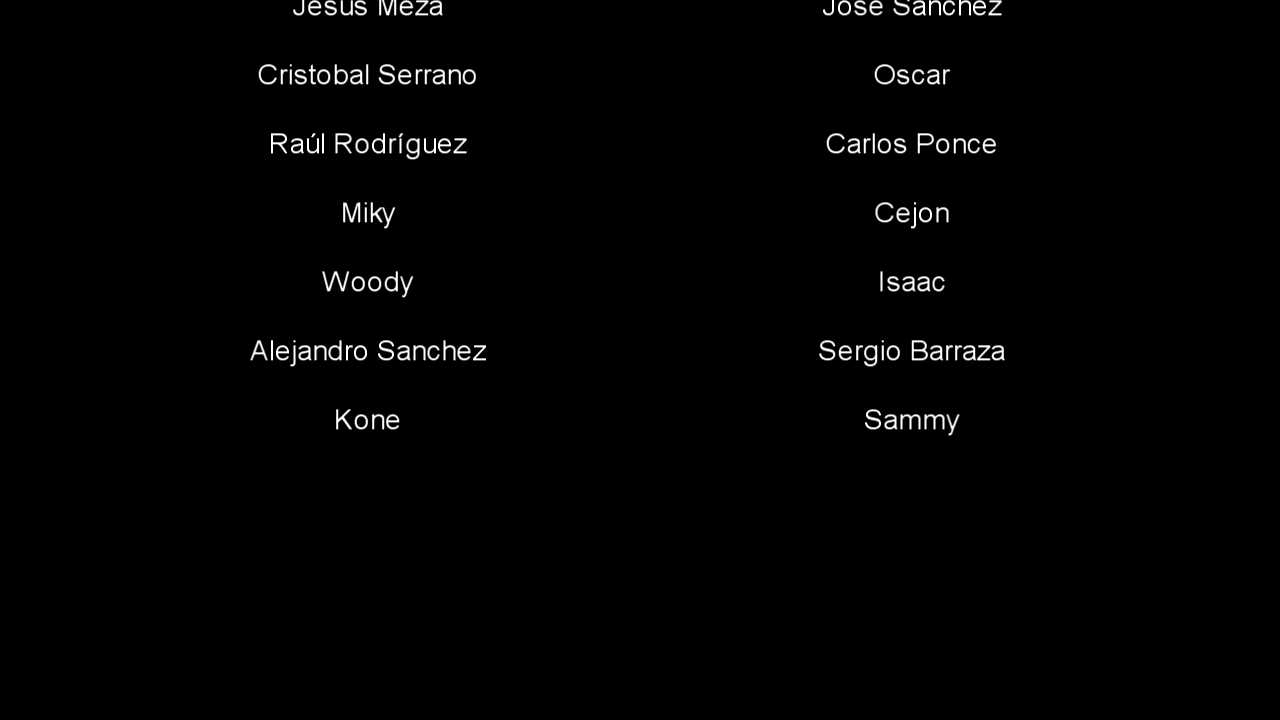 Jesus Meza José Sanchez
Cristobal Serrano Oscar
Raúl Rodríguez Carlos Ponce
Miky Cejon
Woody Isaac
Alejandro Sanchez Sergio Barraza
Kone Sammy